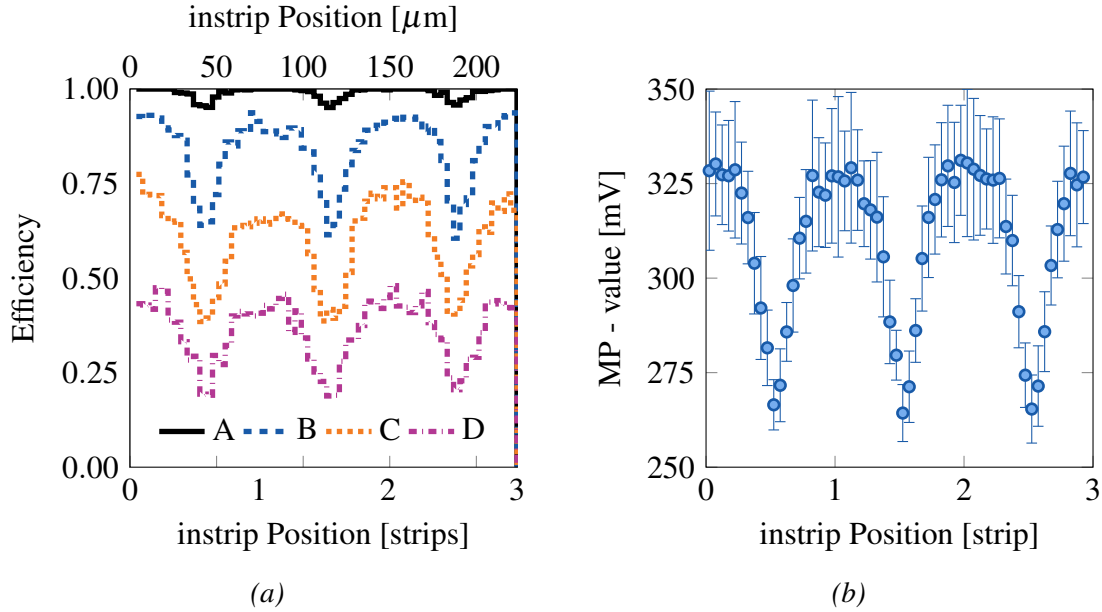 instrip Position [μm]
0 50 100 150 200
1.00
0.75
0.50
0.25
0.00
Efficiency
A B C D
0 1 2 3
instrip Position [strips]
(a)
350
325
300
275
250
MP - value [mV]
0 1 2 3
instrip Position [strip]
(b)